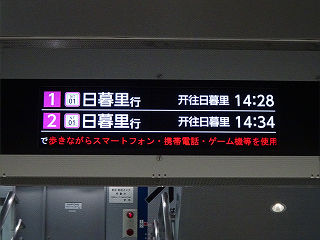 1 01 日暮里行 开往日暮里 14:28
2 01 日暮里行 开往日暮里 14:34
で歩きながらスマートフォン・携帯電話・ゲーム機等を使用